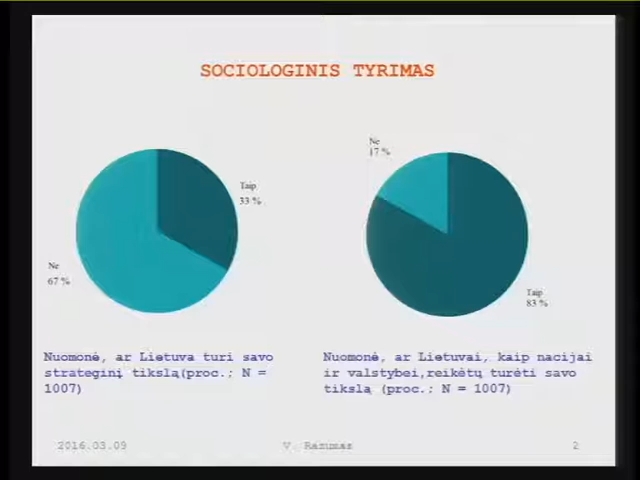 SOCIOLOGINIS TYRIMAS
Taip
33 %
Ne
67 %
Ne
17 %
Taip
83 %
Nuomonė, ar Lietuva turi savo
strateginį tikslą(proc.; N =
1007)
Nuomonė, ar Lietuvai, kaip nacijai
ir valstybei,reikėtų turėti savo
tikslą (proc.; N = 1007)
2016.03.09
V. Razumas
2